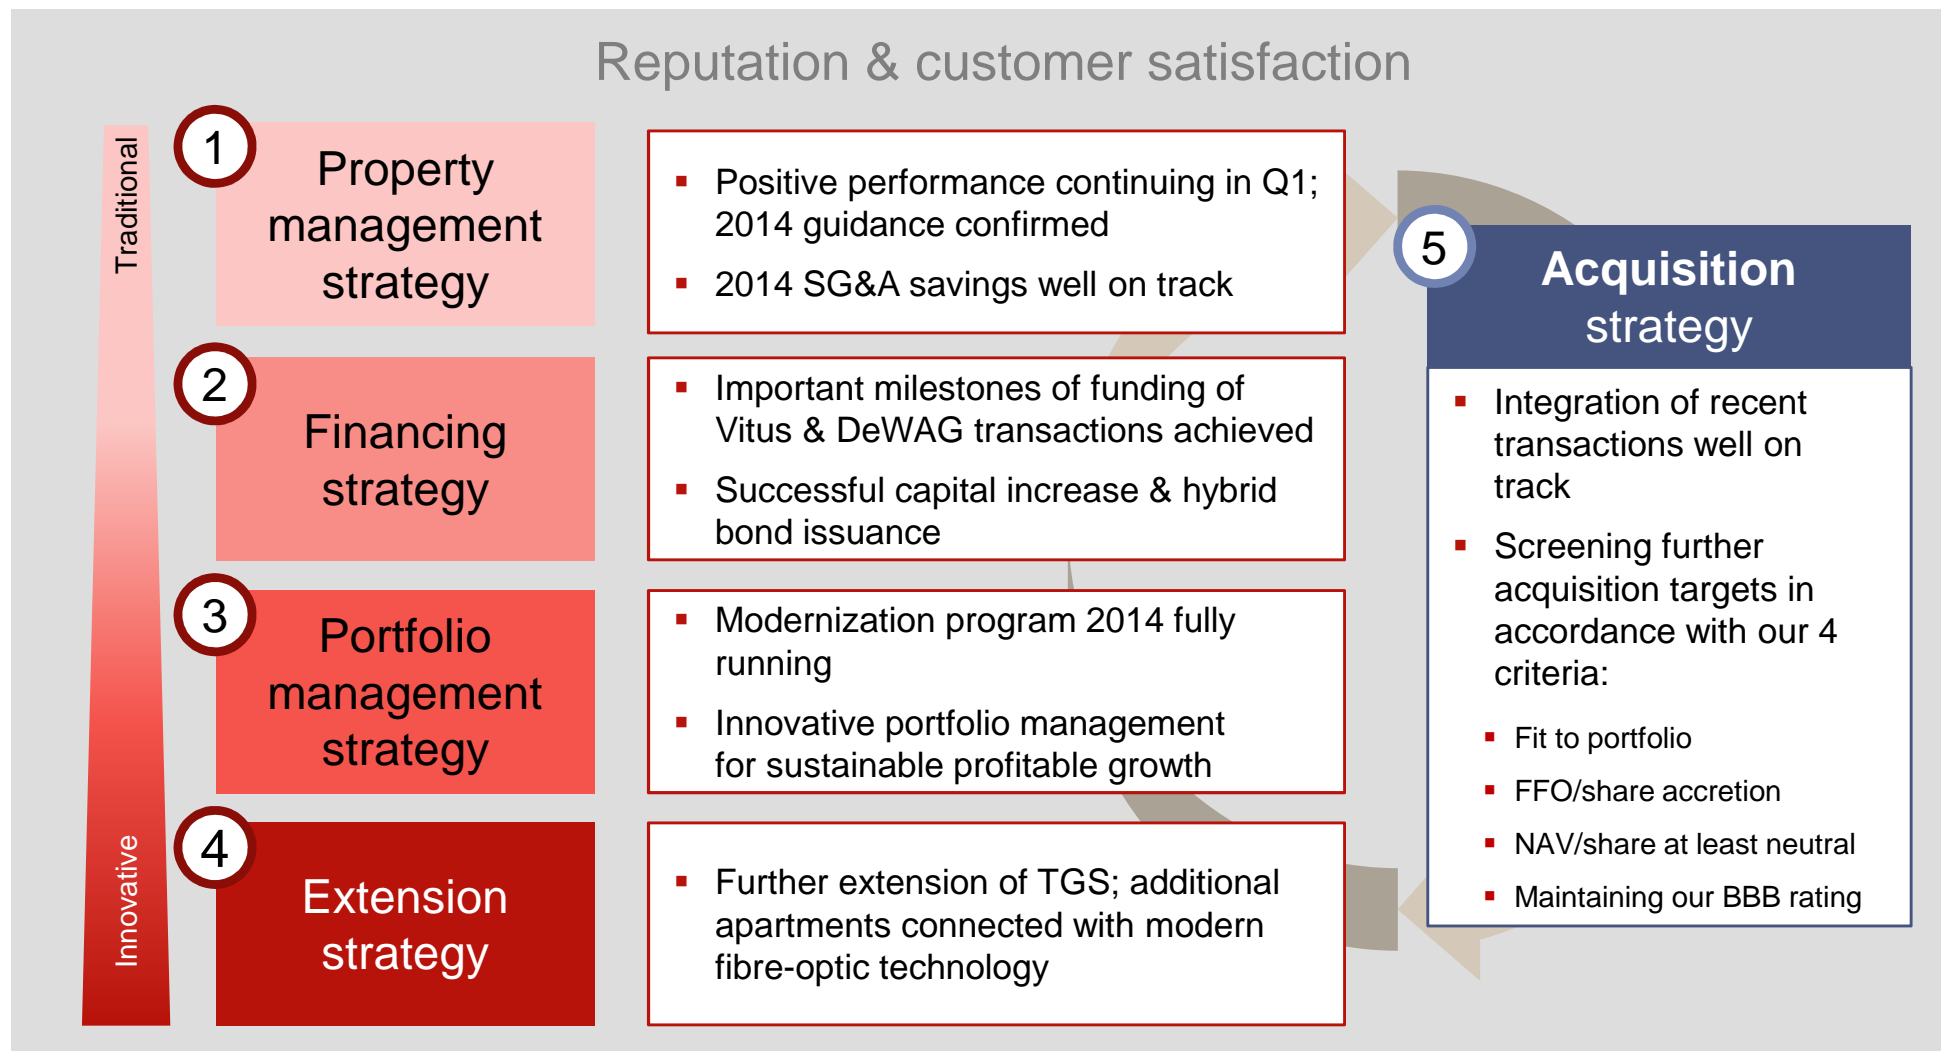 Reputation & customer satisfaction
Traditional
Innovative
1
Property
management
strategy
▪ Positive performance continuing in Q1;
2014 guidance confirmed
▪ 2014 SG&A savings well on track
2
Financing
strategy
▪ Important milestones of funding of
Vitus & DeWAG transactions achieved
▪ Successful capital increase & hybrid
bond issuance
3
Portfolio
management
strategy
▪ Modernization program 2014 fully
running
▪ Innovative portfolio management
for sustainable profitable growth
4
Extension
strategy
▪ Further extension of TGS; additional
apartments connected with modern
fibre-optic technology
5
Acquisition
strategy
▪ Integration of recent
transactions well on
track
▪ Screening further
acquisition targets in
accordance with our 4
criteria:
▪ Fit to portfolio
▪ FFO/share accretion
▪ NAV/share at least neutral
▪ Maintaining our BBB rating